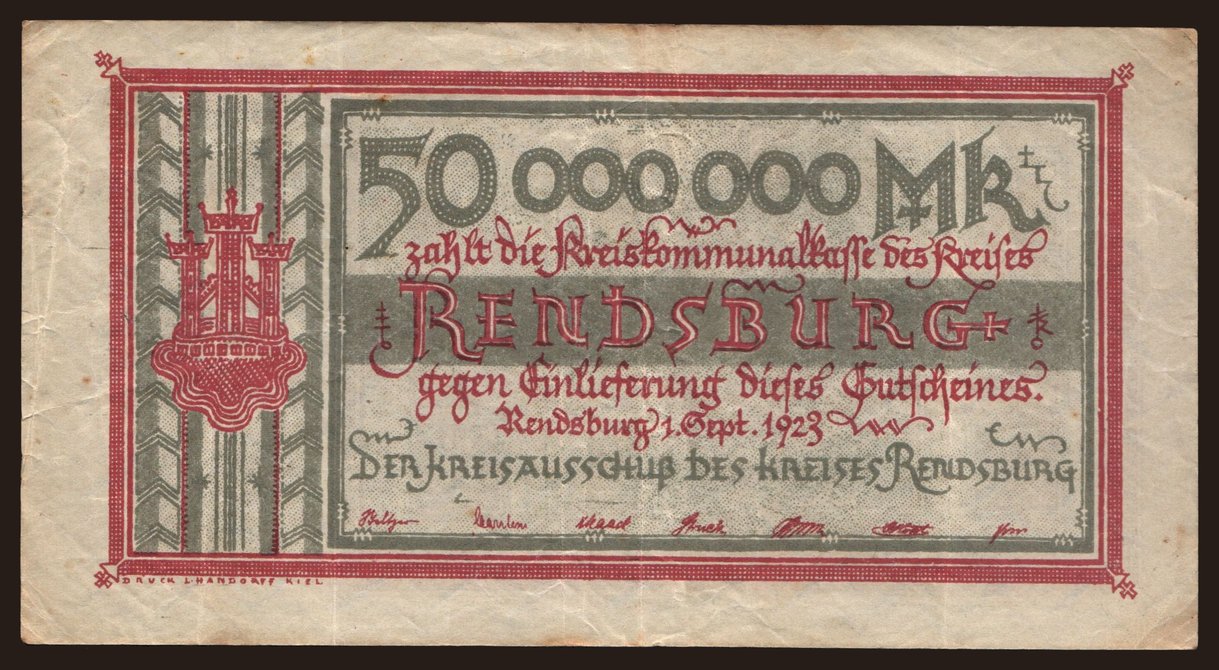 50 000 000 Mk
zahlt die Kreiskommunalkasse des Kreises
RENDSBURG
gegen Einlieferung dieses Gutscheines.
Rendsburg 1. Sept. 1923
DER KREISAUSSCHUß DES KREISES RENDSBURG
DRUCK L. HANDORFF KIEL